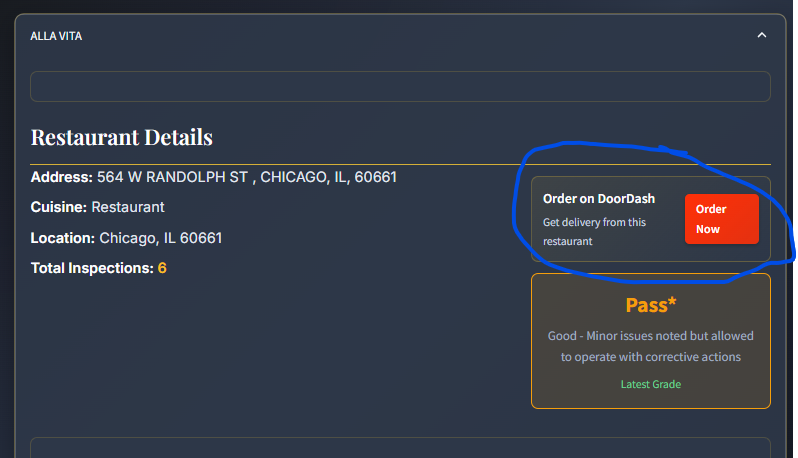 ALLA VITA
Restaurant Details
Address: 564 W RANDOLPH ST , CHICAGO, IL, 60661
Cuisine: Restaurant
Location: Chicago, IL 60661
Total Inspections: 6
Order on DoorDash
Get delivery from this
restaurant
Order
Now
Pass*
Good - Minor issues noted but allowed
to operate with corrective actions
Latest Grade